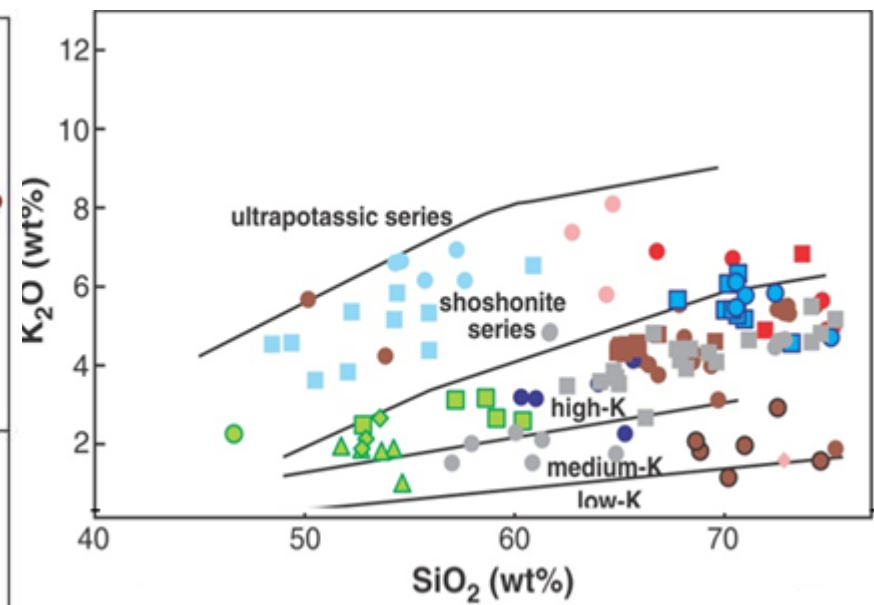 K₂O (wt%)
12
10
8
6
4
2
ultrapotassic series
shoshonite
series
high-K
medium-K
low-K
40
50
60
70
SiO₂ (wt%)